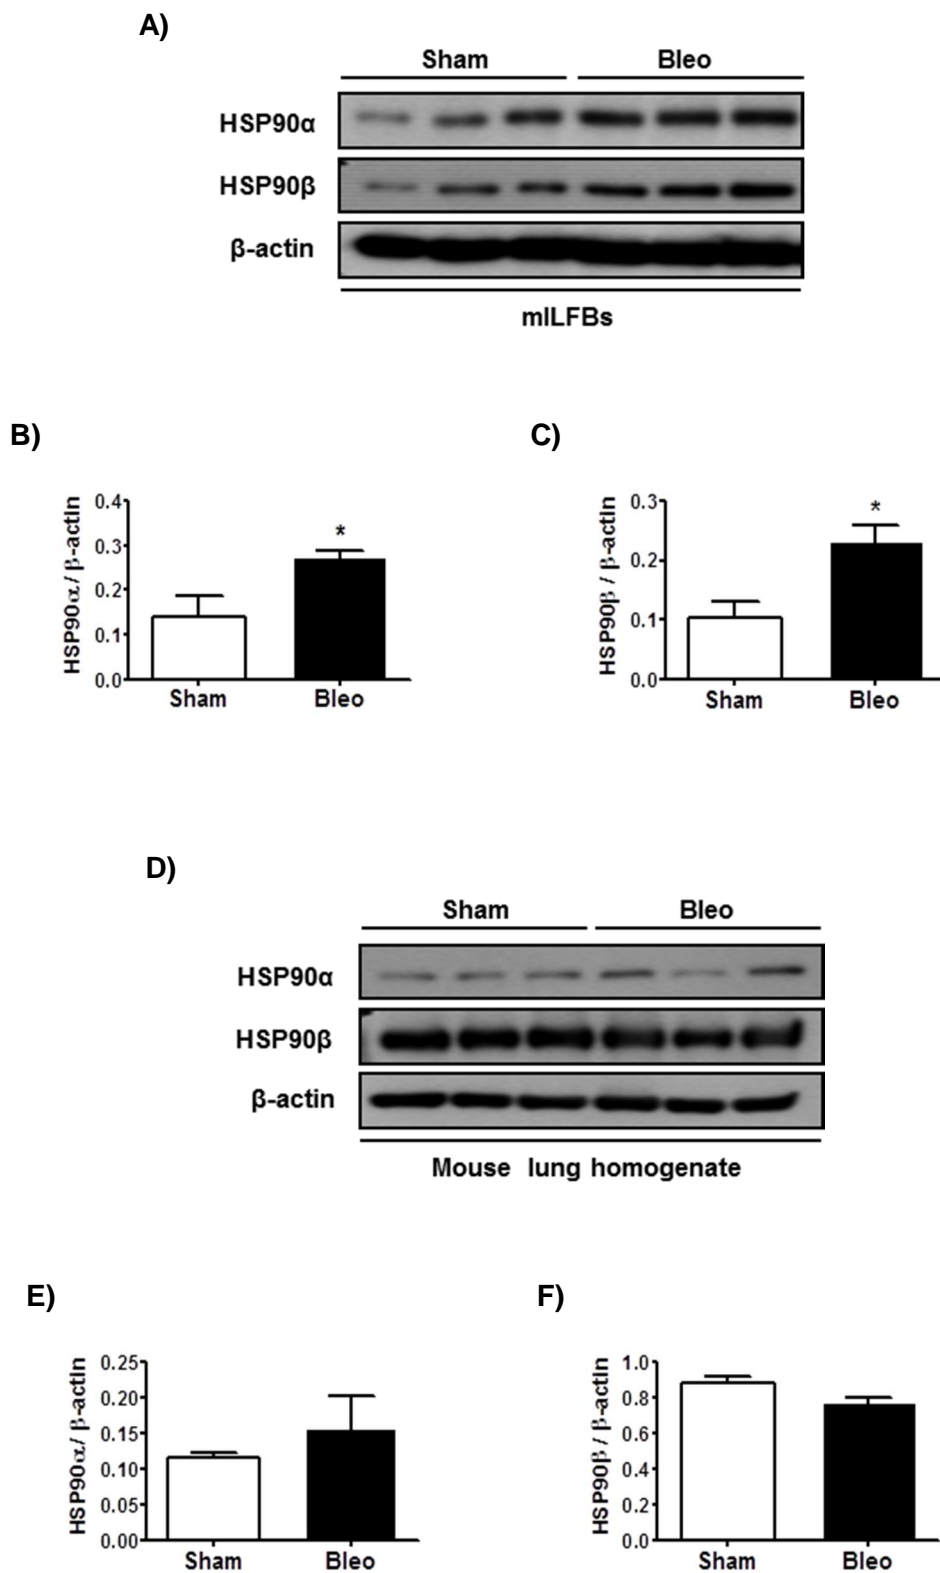 A)
Sham Bleo
HSP90α
HSP90β
β-actin
mILFBs
B)
C)
HSP90α/ β-actin
0.4
0.3
0.2
0.1
0.0
*
Sham Bleo
HSP90β / β-actin
0.3
0.2
0.1
0.0
*
Sham Bleo
D)
Sham Bleo
HSP90α
HSP90β
β-actin
Mouse lung homogenate
E)
F)
HSP90α/ β-actin
0.25
0.20
0.15
0.10
0.05
0.00
Sham Bleo
HSP90β / β-actin
1.0
0.8
0.6
0.4
0.2
0.0
Sham Bleo